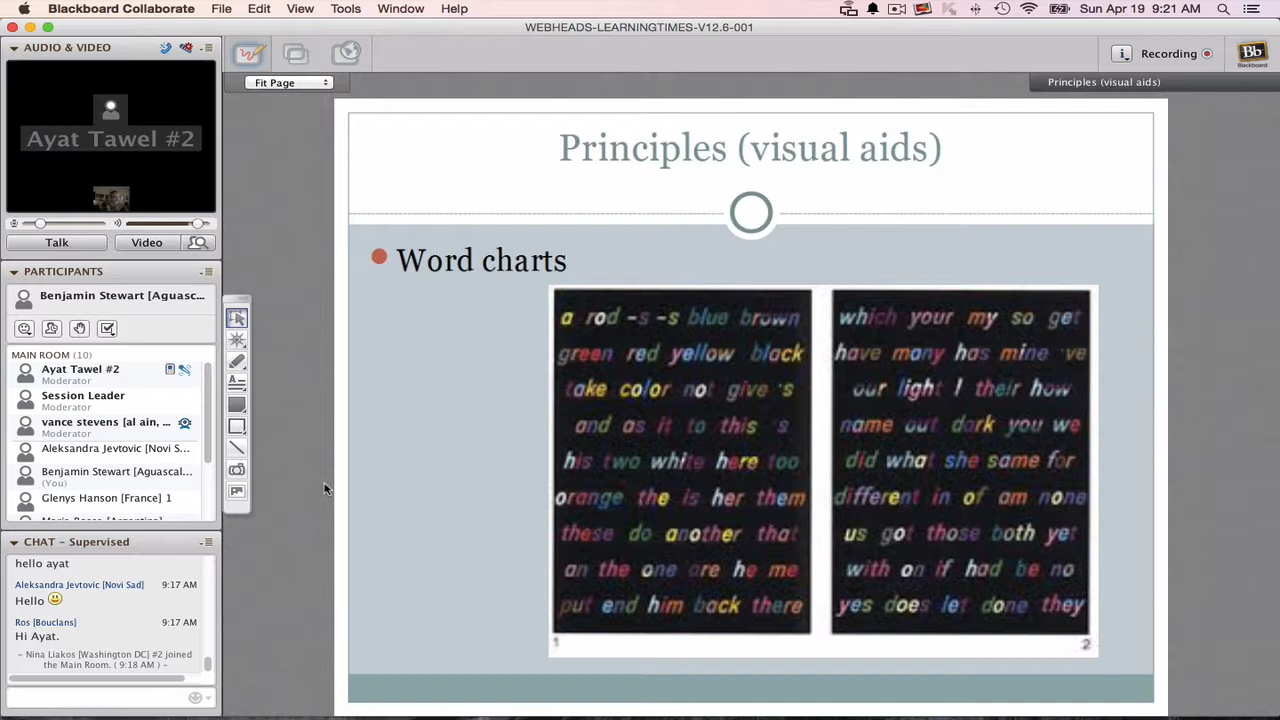 Blackboard Collaborate File Edit View Tools Window Help
Sun Apr 19 9:21 AM
WEBHEADS-LEARNINGTIMES-V12.6-001
AUDIO & VIDEO
Ayat Tawel #2
Talk Video
PARTICIPANTS
Benjamin Stewart [Aguasc...
MAIN ROOM (10)
Ayat Tawel #2
Moderator
Session Leader
Moderator
vance stevens [al ain, ...
Moderator
Aleksandra Jevtovic [Novi S...
Benjamin Stewart [Aguascal...
(You)
Glenys Hanson [France] 1
CHAT – Supervised
hello ayat
Aleksandra Jevtovic [Novi Sad] 9:17 AM
Hello
Ros [Bouclans] 9:17 AM
Hi Ayat.
– Nina Liakos [Washington DC] #2 joined
the Main Room. ( 9:18 AM ) –
Fit Page
Recording
Bb
Blackboard
Principles (visual aids)
Principles (visual aids)
Word charts
a rod -s -s blue brown
green red yellow black
take color not give 's
and as it to this 's
his two white here too
orange the is her them
these do another that
an the one are he me
put end him back there
1
which your my so get
have many has mine 've
our light I their how
name out dark you we
did what she same for
different in of am none
us got those both yet
with on if had be no
yes does let done they
2